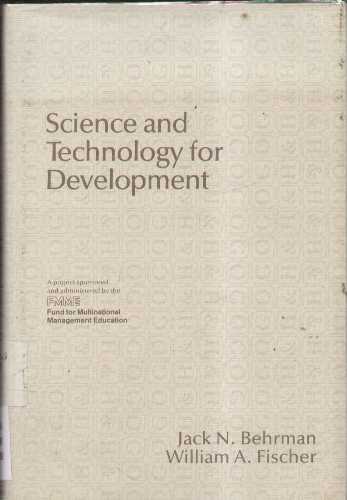 Science and
Technology for
Development
A project sponsored
and administered by the
FMME
Fund for Multinational
Management Education
Jack N. Behrman
William A. Fischer